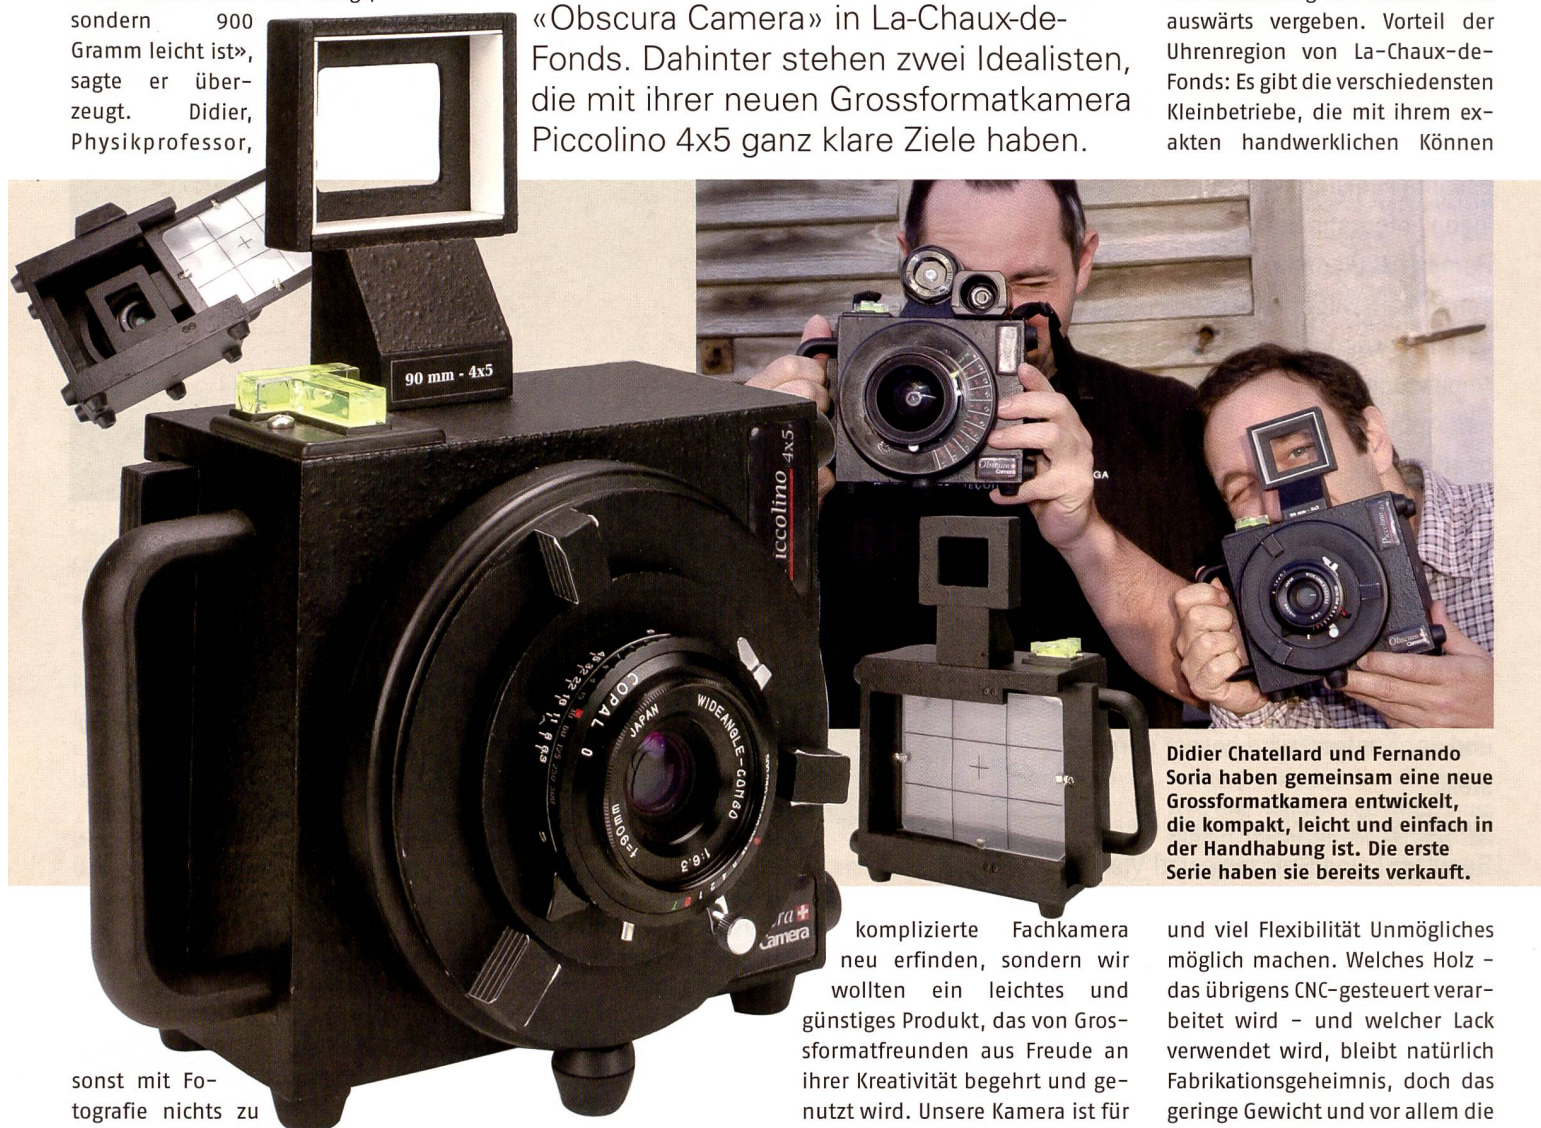 sondern 900
Gramm leicht ist»,
sagte er über-
zeugt. Didier,
Physikprofessor,
«Obscura Camera» in La-Chaux-de-
Fonds. Dahinter stehen zwei Idealisten,
die mit ihrer neuen Grossformatkamera
Piccolino 4x5 ganz klare Ziele haben.
auswärts vergeben. Vorteil der
Uhrenregion von La-Chaux-de-
Fonds: Es gibt die verschiedensten
Kleinbetriebe, die mit ihrem ex-
akten handwerklichen Können
90 mm - 4x5
iccolino 4x5
COPAL 0
JAPAN
WIDEANGLE-CONGO
1:6.3
f=90mm
ra
Camera
Obscura
Camera
GA
Piccolino 4x5
Obscura
Camera
Didier Chatellard und Fernando
Soria haben gemeinsam eine neue
Grossformatkamera entwickelt,
die kompakt, leicht und einfach in
der Handhabung ist. Die erste
Serie haben sie bereits verkauft.
sonst mit Fo-
tografie nichts zu
komplizierte Fachkamera
neu erfinden, sondern wir
wollten ein leichtes und
günstiges Produkt, das von Gros-
sformatfreunden aus Freude an
ihrer Kreativität begehrt und ge-
nutzt wird. Unsere Kamera ist für
und viel Flexibilität Unmögliches
möglich machen. Welches Holz –
das übrigens CNC-gesteuert verar-
beitet wird – und welcher Lack
verwendet wird, bleibt natürlich
Fabrikationsgeheimnis, doch das
geringe Gewicht und vor allem die